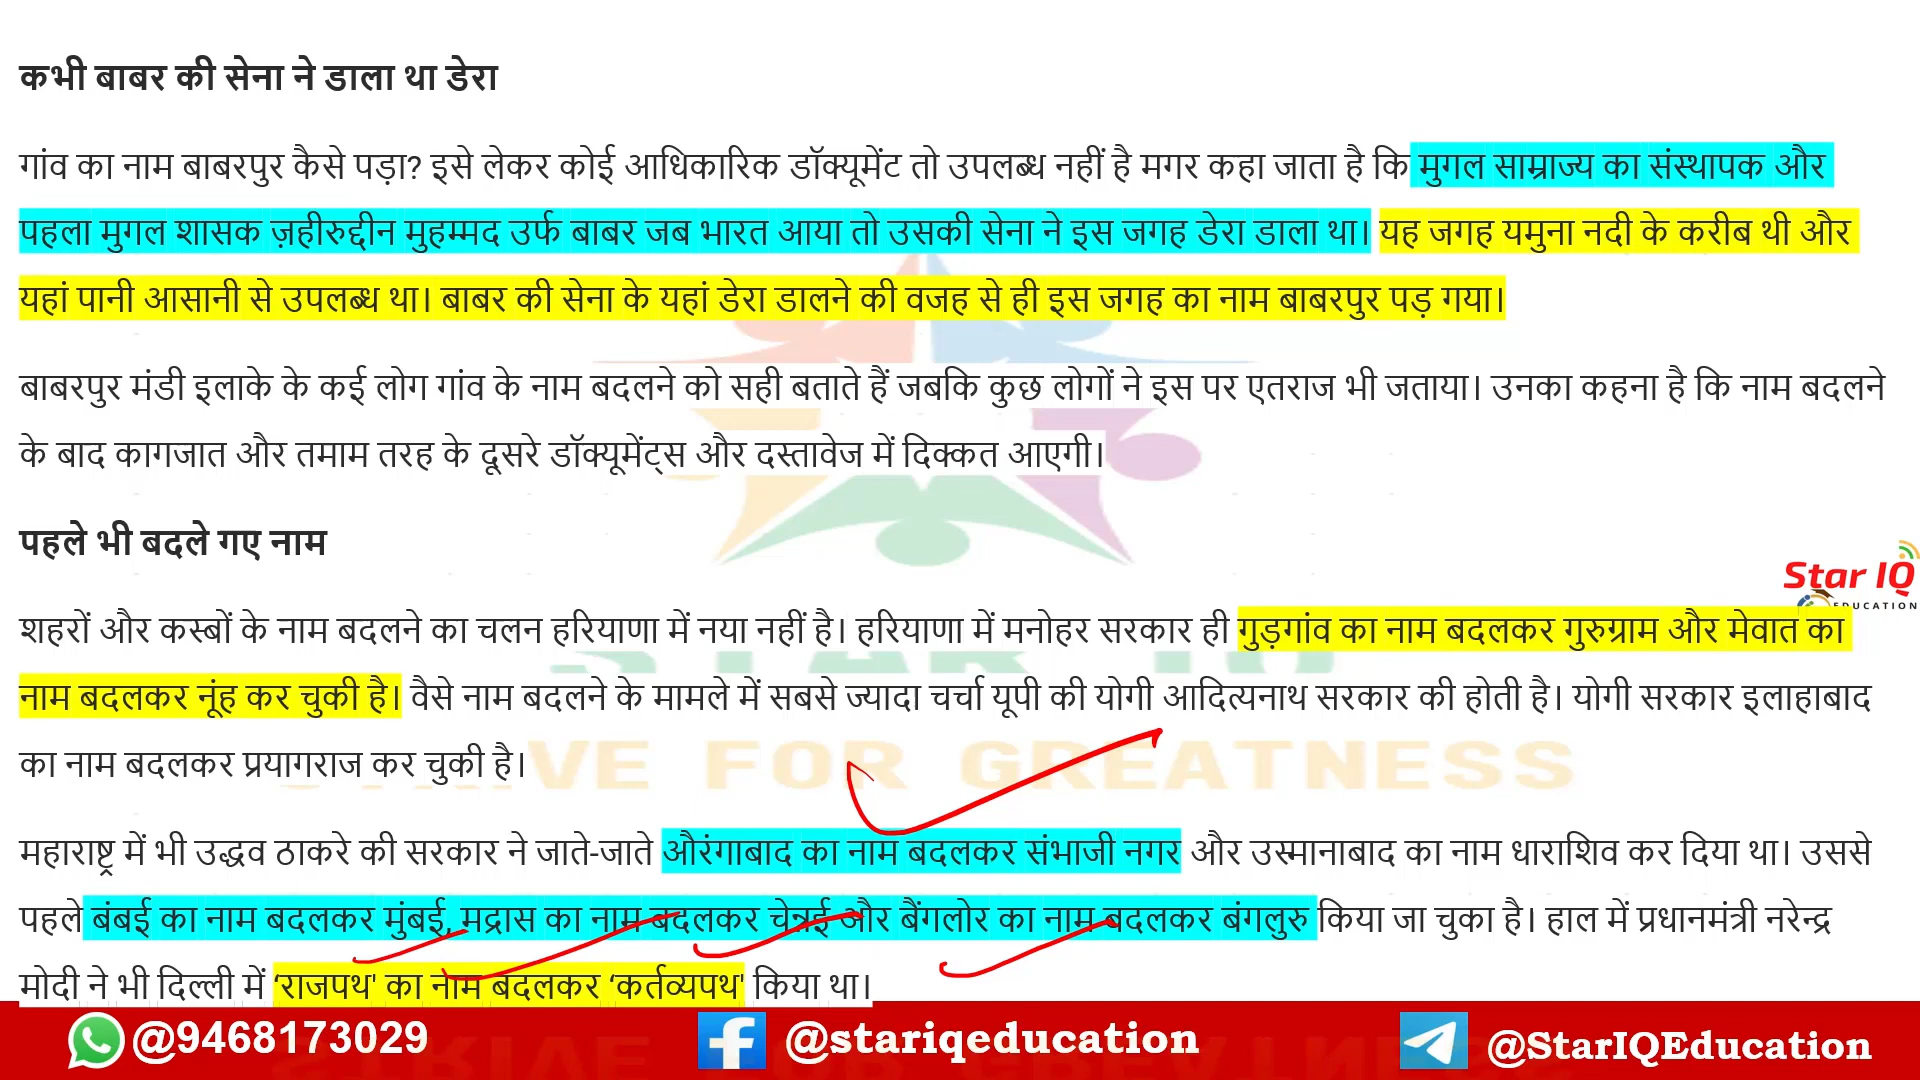 कभी बाबर की सेना ने डाला था डेरा
गांव का नाम बाबरपुर कैसे पड़ा? इसे लेकर कोई आधिकारिक डॉक्यूमेंट तो उपलब्ध नहीं है मगर कहा जाता है कि मुगल साम्राज्य का संस्थापक और
पहला मुगल शासक ज़हीरुद्दीन मुहम्मद उर्फ बाबर जब भारत आया तो उसकी सेना ने इस जगह डेरा डाला था। यह जगह यमुना नदी के करीब थी और
यहां पानी आसानी से उपलब्ध था। बाबर की सेना के यहां डेरा डालने की वजह से ही इस जगह का नाम बाबरपुर पड़ गया।
बाबरपुर मंडी इलाके के कई लोग गांव के नाम बदलने को सही बताते हैं जबकि कुछ लोगों ने इस पर एतराज भी जताया। उनका कहना है कि नाम बदलने
के बाद कागजात और तमाम तरह के दूसरे डॉक्यूमेंट्स और दस्तावेज में दिक्कत आएगी।
पहले भी बदले गए नाम
Star IQ
EDUCATION
शहरों और कस्बों के नाम बदलने का चलन हरियाणा में नया नहीं है। हरियाणा में मनोहर सरकार ही गुड़गांव का नाम बदलकर गुरुग्राम और मेवात का
नाम बदलकर नूंह कर चुकी है। वैसे नाम बदलने के मामले में सबसे ज्यादा चर्चा यूपी की योगी आदित्यनाथ सरकार की होती है। योगी सरकार इलाहाबाद
का नाम बदलकर प्रयागराज कर चुकी है।
FOR GREATNESS
महाराष्ट्र में भी उद्धव ठाकरे की सरकार ने जाते-जाते औरंगाबाद का नाम बदलकर संभाजी नगर और उस्मानाबाद का नाम धाराशिव कर दिया था। उससे
पहले बंबई का नाम बदलकर मुंबई, मद्रास का नाम बदलकर चेन्नई और बैंगलोर का नाम बदलकर बंगलुरु किया जा चुका है। हाल में प्रधानमंत्री नरेन्द्र
मोदी ने भी दिल्ली में ‘राजपथ' का नाम बदलकर ‘कर्तव्यपथ' किया था।
@9468173029 @stariqeducation @StarIQEducation